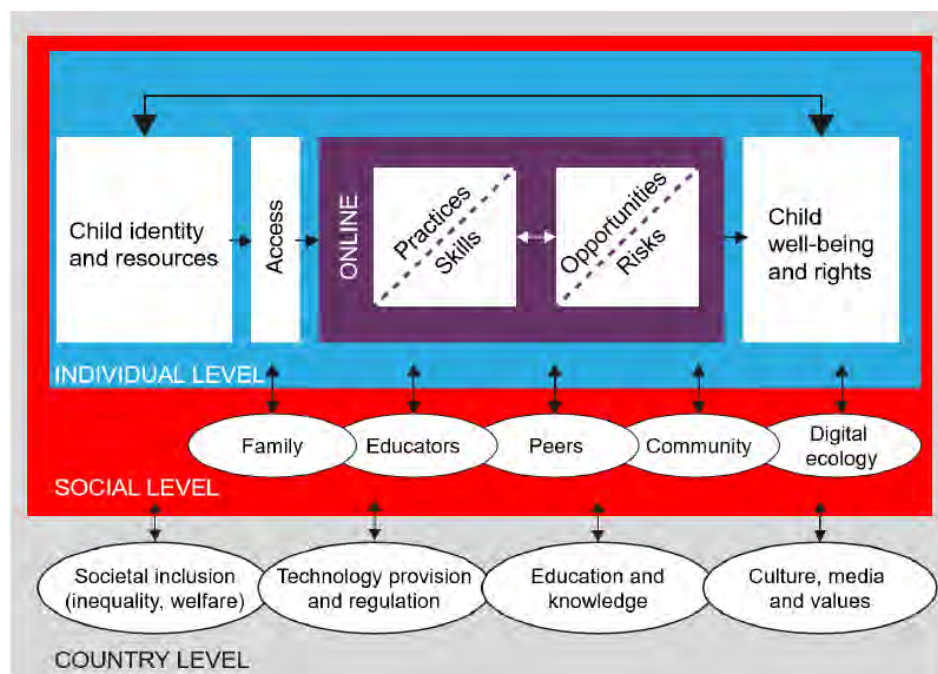 Child identity
and resources
Access
ONLINE
Practices
Skills
Opportunities
Risks
Child
well-being
and rights
INDIVIDUAL LEVEL
Family
Educators
Peers
Community
Digital
ecology
SOCIAL LEVEL
Societal inclusion
(inequality, welfare)
Technology provision
and regulation
Education and
knowledge
Culture, media
and values
COUNTRY LEVEL